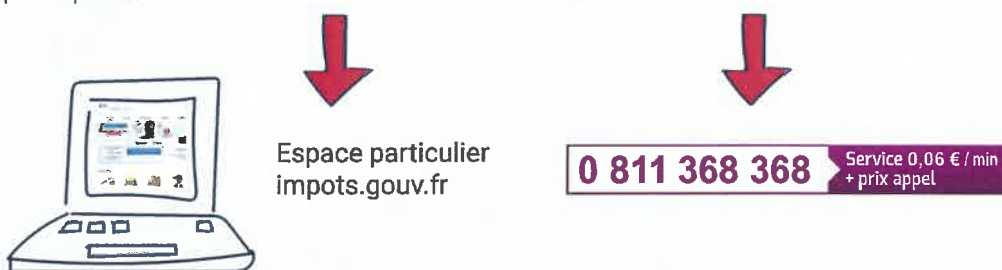 Espace particulier
impots.gouv.fr
0 811 368 368
Service 0,06 € / min
+ prix appel